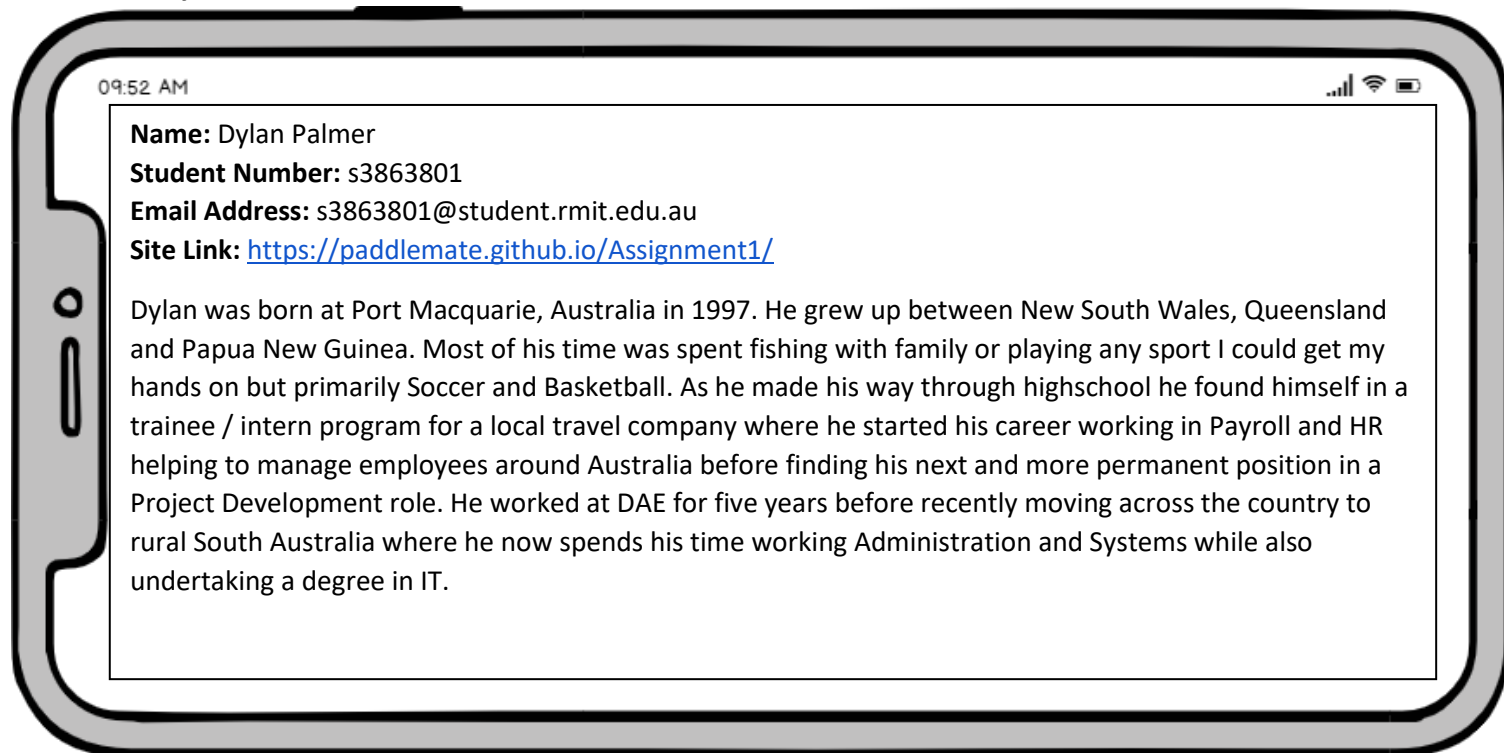 09:52 AM
Name: Dylan Palmer
Student Number: s3863801
Email Address: s3863801@student.rmit.edu.au
Site Link: https://paddlemate.github.io/Assignment1/
Dylan was born at Port Macquarie, Australia in 1997. He grew up between New South Wales, Queensland
and Papua New Guinea. Most of his time was spent fishing with family or playing any sport I could get my
hands on but primarily Soccer and Basketball. As he made his way through highschool he found himself in a
trainee / intern program for a local travel company where he started his career working in Payroll and HR
helping to manage employees around Australia before finding his next and more permanent position in a
Project Development role. He worked at DAE for five years before recently moving across the country to
rural South Australia where he now spends his time working Administration and Systems while also
undertaking a degree in IT.